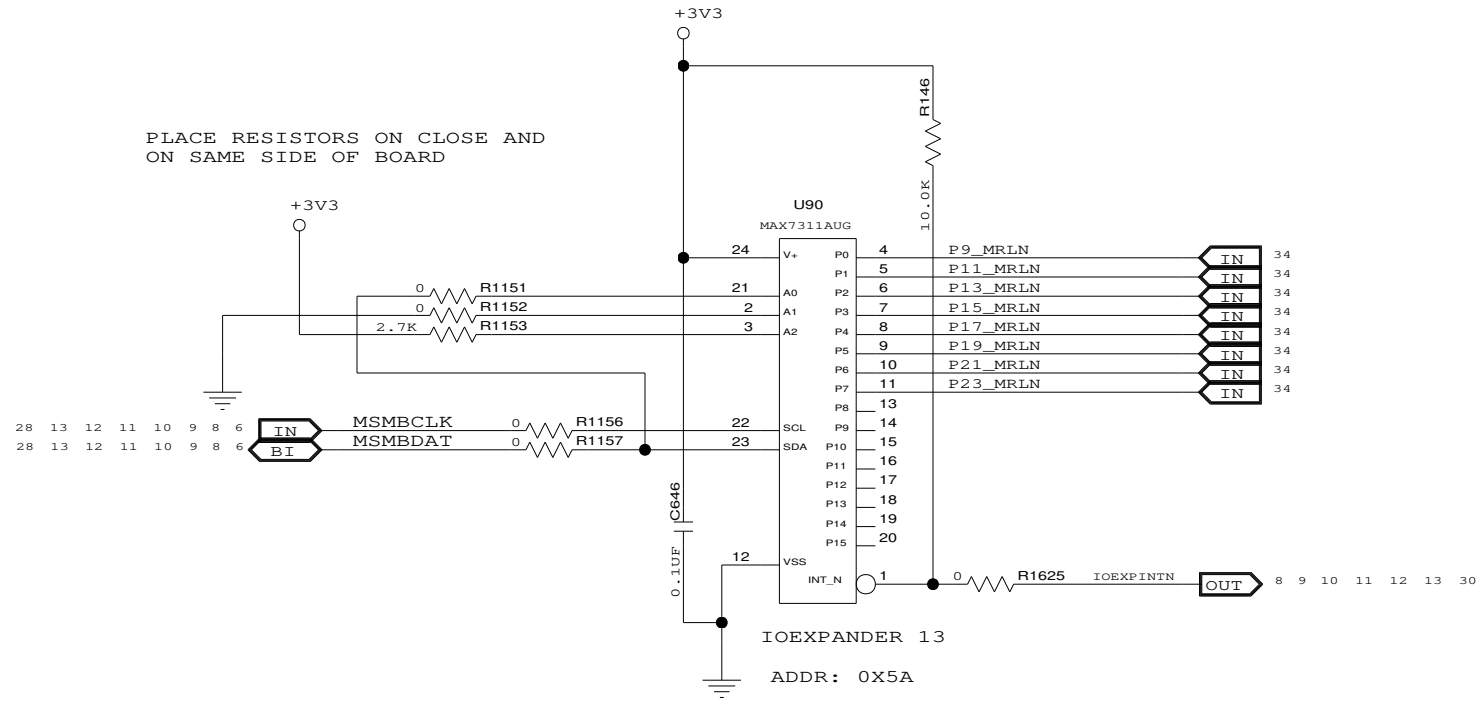 +3V3
R146
10.0K
PLACE RESISTORS ON CLOSE AND
ON SAME SIDE OF BOARD
+3V3
U90
MAX7311AUG
24 V+ P0 4 P9_MRLN IN 34
P1 5 P11_MRLN IN 34
0 R1151 21 A0 P2 6 P13_MRLN IN 34
0 R1152 2 A1 P3 7 P15_MRLN IN 34
2.7K R1153 3 A2 P4 8 P17_MRLN IN 34
P5 9 P19_MRLN IN 34
P6 10 P21_MRLN IN 34
P7 11 P23_MRLN IN 34
P8 13
28 13 12 11 10 9 8 6 IN MSMBCLK 0 R1156 22 SCL P9 14
28 13 12 11 10 9 8 6 BI MSMBDAT 0 R1157 23 SDA P10 15
P11 16
P12 17
C646
P13 18
P14 19
P15 20
0.1UF
12 VSS
INT_N 1 0 R1625 IOEXPINTN OUT 8 9 10 11 12 13 30
IOEXPANDER 13
ADDR: 0X5A